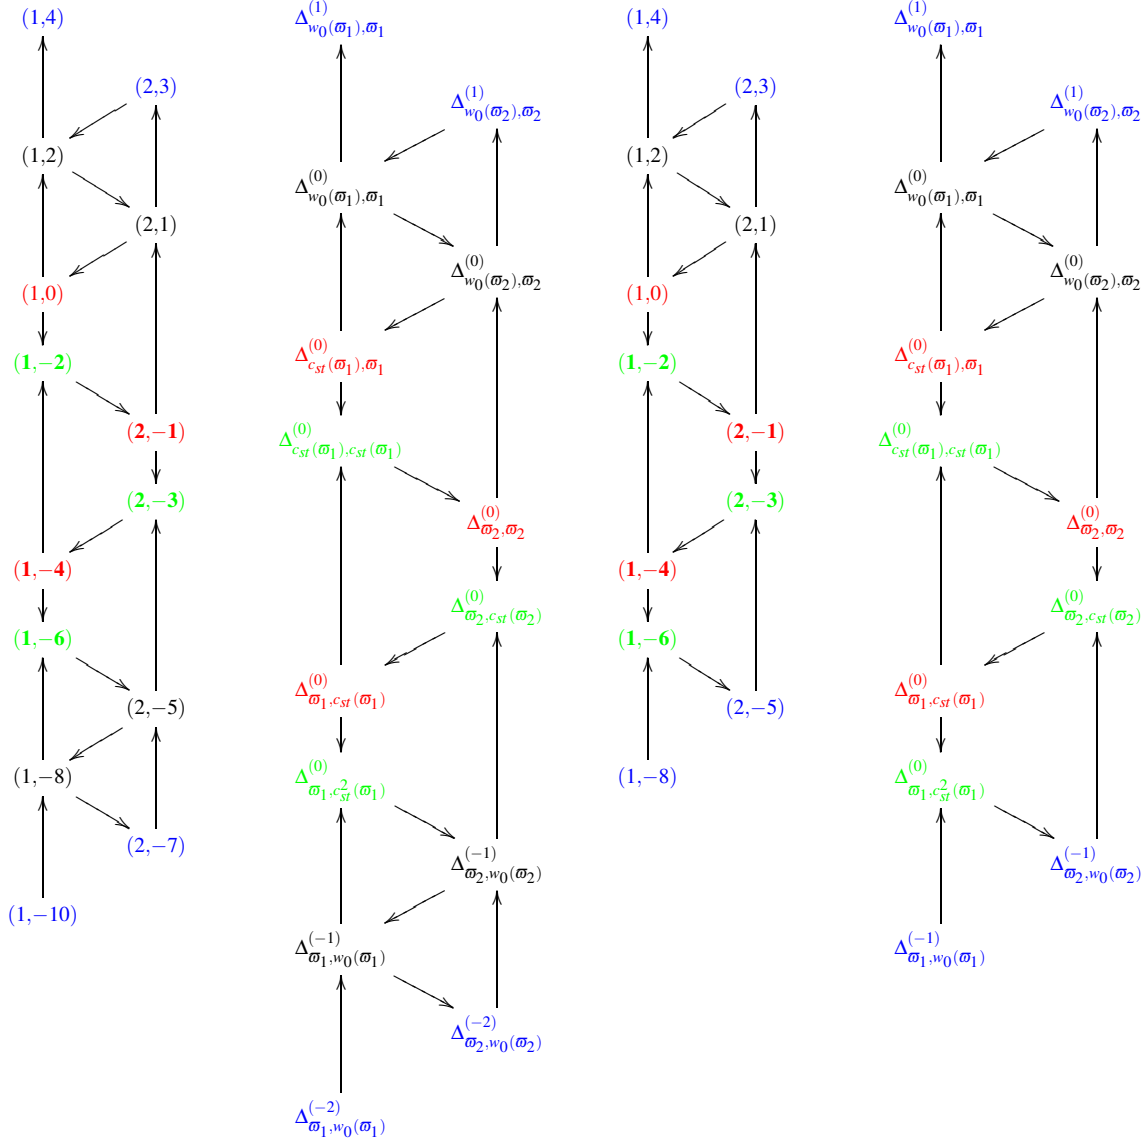 (1,4)
(2,3)
(1,2)
(2,1)
(1,0)
(1,−2)
(2,−1)
(2,−3)
(1,−4)
(1,−6)
(2,−5)
(1,−8)
(2,−7)
(1,−10)
Δ^{(1)}_{w_0(ϖ_1),ϖ_1}
Δ^{(1)}_{w_0(ϖ_2),ϖ_2}
Δ^{(0)}_{w_0(ϖ_1),ϖ_1}
Δ^{(0)}_{w_0(ϖ_2),ϖ_2}
Δ^{(0)}_{c_{st}(ϖ_1),ϖ_1}
Δ^{(0)}_{c_{st}(ϖ_1),c_{st}(ϖ_1)}
Δ^{(0)}_{ϖ_2,ϖ_2}
Δ^{(0)}_{ϖ_2,c_{st}(ϖ_2)}
Δ^{(0)}_{ϖ_1,c_{st}(ϖ_1)}
Δ^{(0)}_{ϖ_1,c_{st}^2(ϖ_1)}
Δ^{(−1)}_{ϖ_2,w_0(ϖ_2)}
Δ^{(−1)}_{ϖ_1,w_0(ϖ_1)}
Δ^{(−2)}_{ϖ_2,w_0(ϖ_2)}
Δ^{(−2)}_{ϖ_1,w_0(ϖ_1)}
(1,4)
(2,3)
(1,2)
(2,1)
(1,0)
(1,−2)
(2,−1)
(2,−3)
(1,−4)
(1,−6)
(2,−5)
(1,−8)
Δ^{(1)}_{w_0(ϖ_1),ϖ_1}
Δ^{(1)}_{w_0(ϖ_2),ϖ_2}
Δ^{(0)}_{w_0(ϖ_1),ϖ_1}
Δ^{(0)}_{w_0(ϖ_2),ϖ_2}
Δ^{(0)}_{c_{st}(ϖ_1),ϖ_1}
Δ^{(0)}_{c_{st}(ϖ_1),c_{st}(ϖ_1)}
Δ^{(0)}_{ϖ_2,ϖ_2}
Δ^{(0)}_{ϖ_2,c_{st}(ϖ_2)}
Δ^{(0)}_{ϖ_1,c_{st}(ϖ_1)}
Δ^{(0)}_{ϖ_1,c_{st}^2(ϖ_1)}
Δ^{(−1)}_{ϖ_2,w_0(ϖ_2)}
Δ^{(−1)}_{ϖ_1,w_0(ϖ_1)}